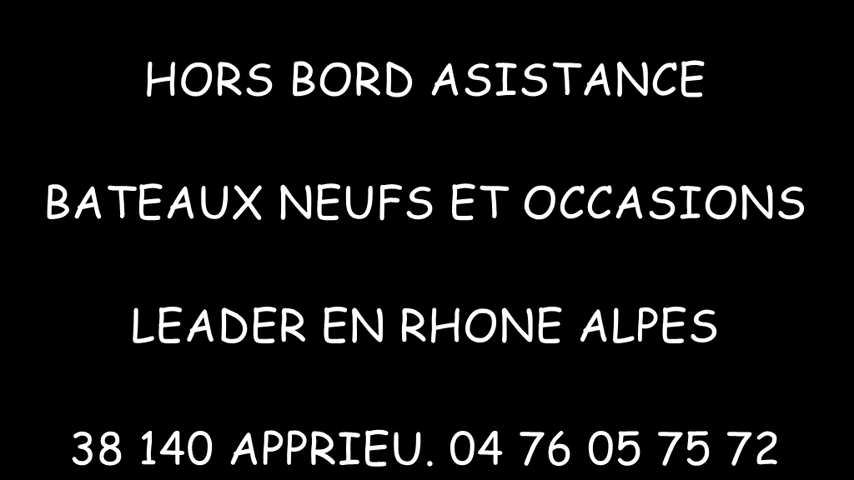 HORS BORD ASISTANCE
BATEAUX NEUFS ET OCCASIONS
LEADER EN RHONE ALPES
38 140 APPRIEU. 04 76 05 75 72